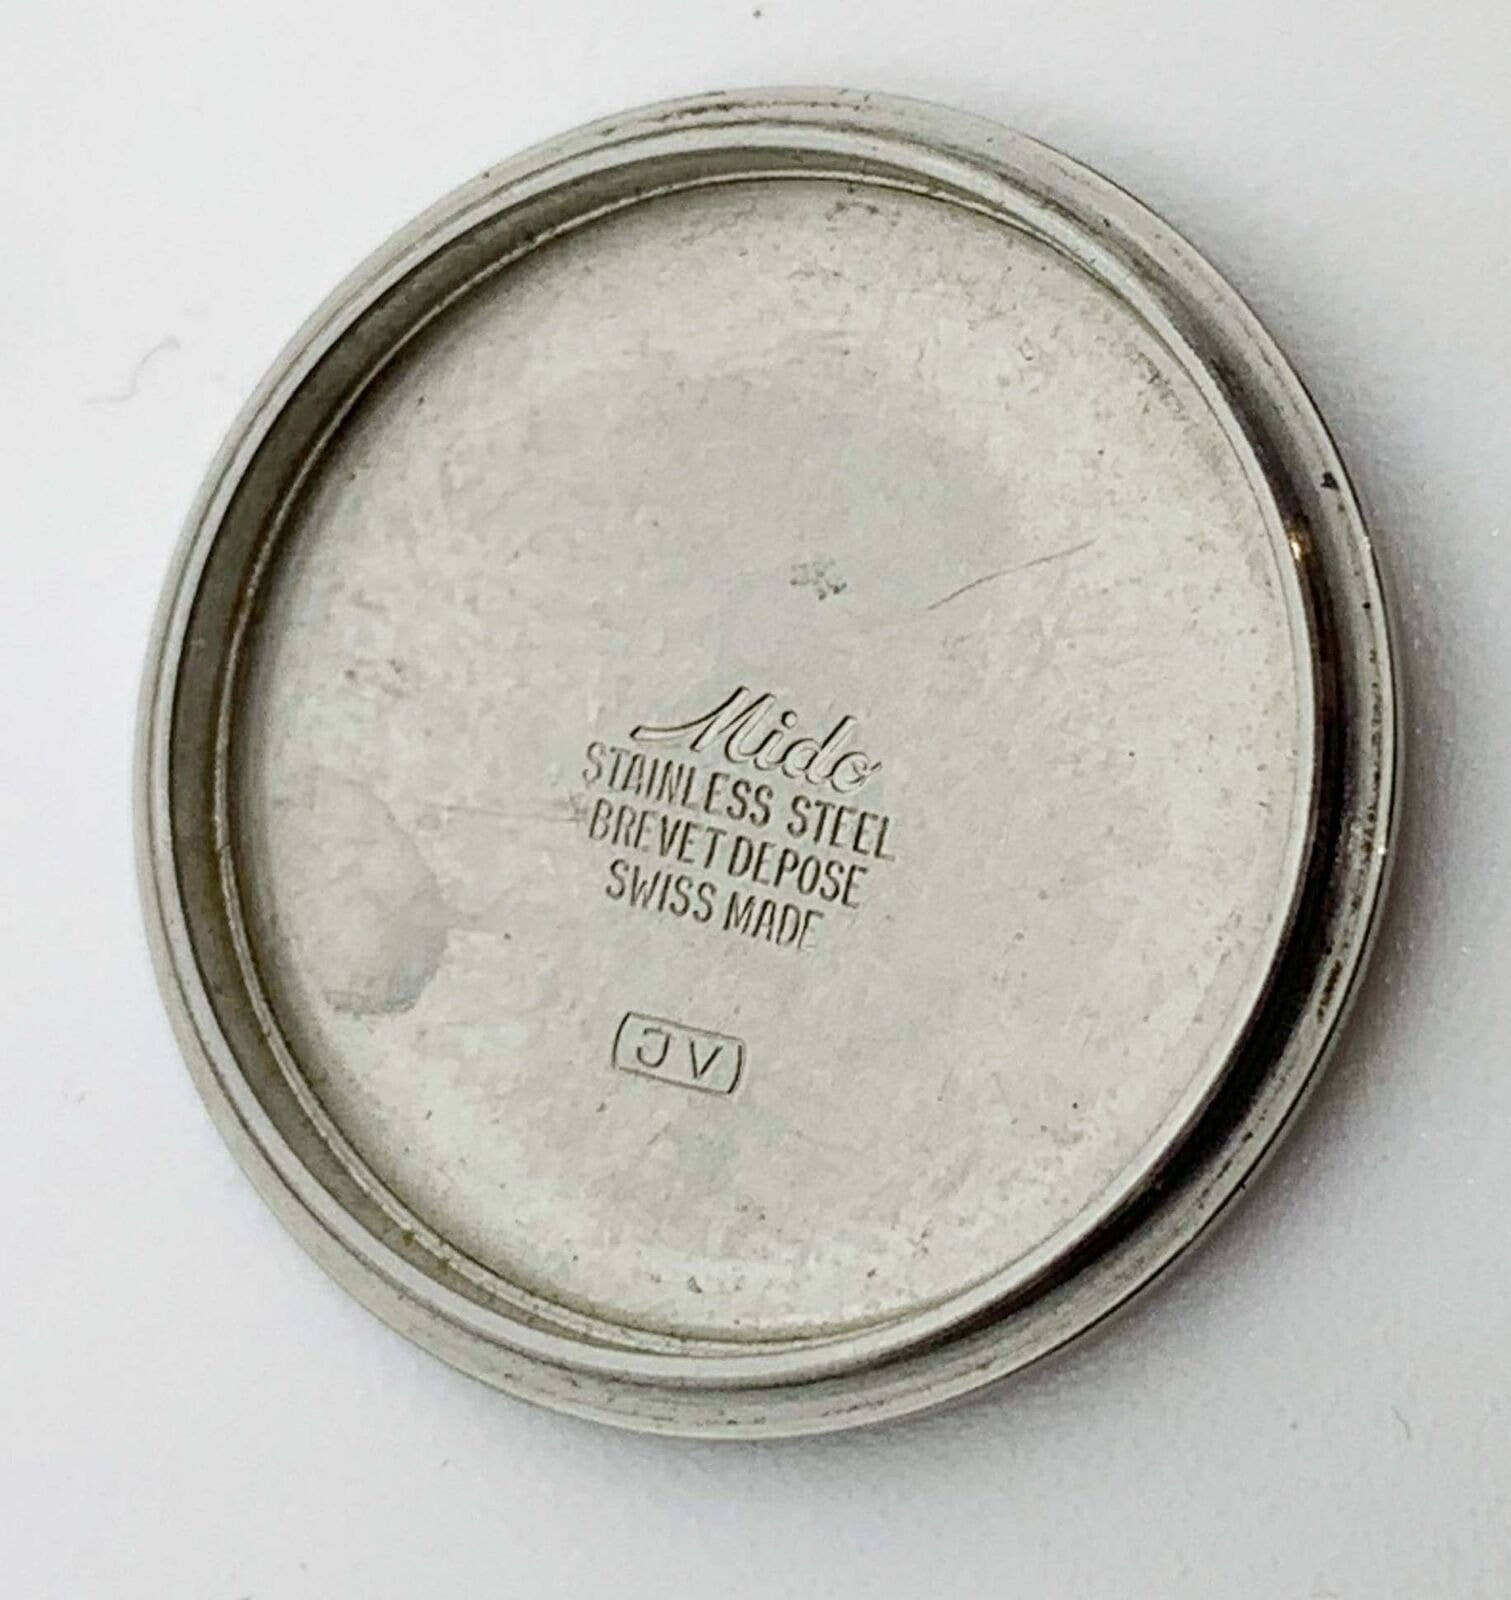 Mido
STAINLESS STEEL
BREVET DEPOSE
SWISS MADE
JV